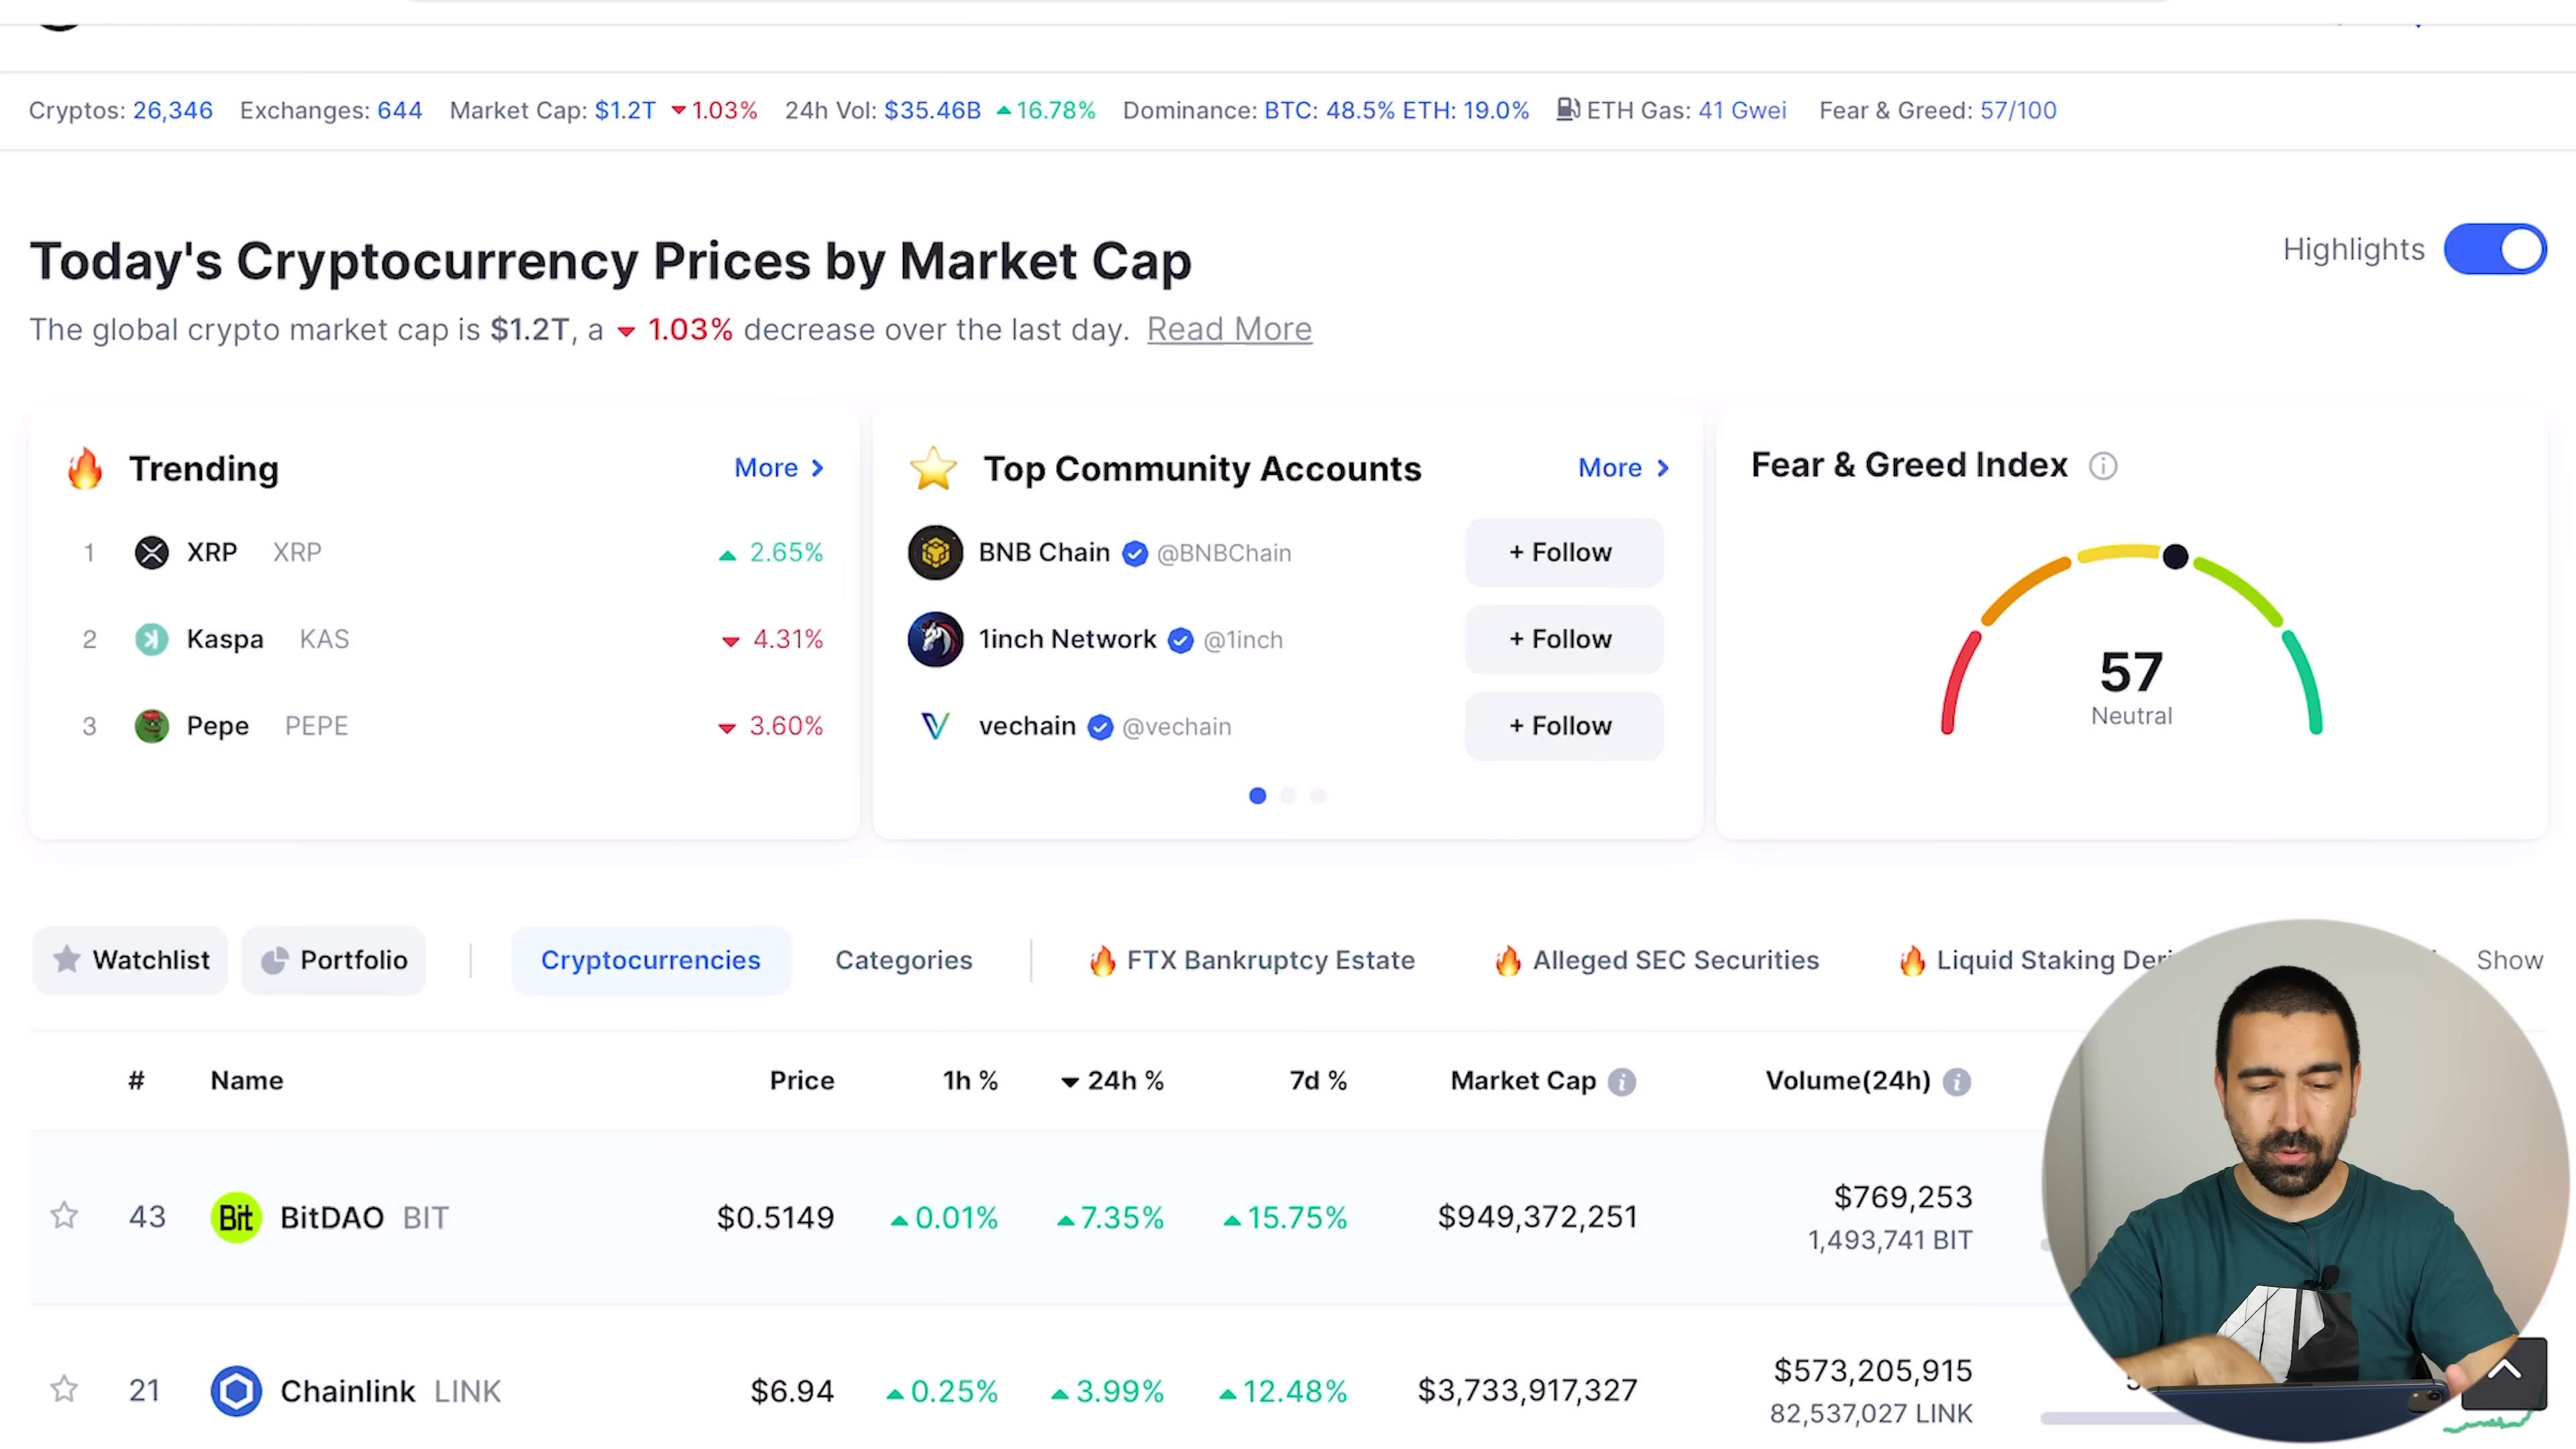 Cryptos: 26,346 Exchanges: 644 Market Cap: $1.2T 1.03% 24h Vol: $35.46B 16.78% Dominance: BTC: 48.5% ETH: 19.0% ETH Gas: 41 Gwei Fear & Greed: 57/100
Today's Cryptocurrency Prices by Market Cap
Highlights
The global crypto market cap is $1.2T, a 1.03% decrease over the last day. Read More
Trending
More
1 XRP XRP 2.65%
2 Kaspa KAS 4.31%
3 Pepe PEPE 3.60%
Top Community Accounts
More
BNB Chain @BNBChain + Follow
1inch Network @1inch + Follow
vechain @vechain + Follow
Fear & Greed Index
57
Neutral
Watchlist Portfolio Cryptocurrencies Categories FTX Bankruptcy Estate Alleged SEC Securities Liquid Staking Show
# Name Price 1h % 24h % 7d % Market Cap Volume(24h)
43 Bit BitDAO BIT $0.5149 0.01% 7.35% 15.75% $949,372,251 $769,253
1,493,741 BIT
21 Chainlink LINK $6.94 0.25% 3.99% 12.48% $3,733,917,327 $573,205,915
82,537,027 LINK